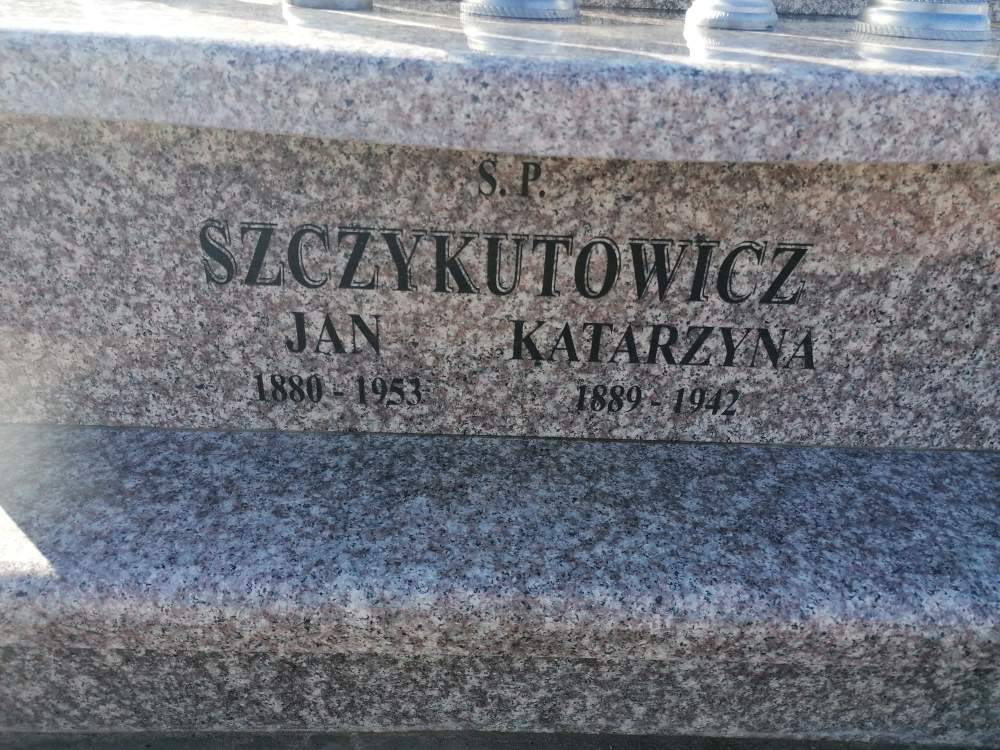 Ś. P.
SZCZYKUTOWICZ
JAN KATARZYNA
1880 - 1953 1889 - 1942